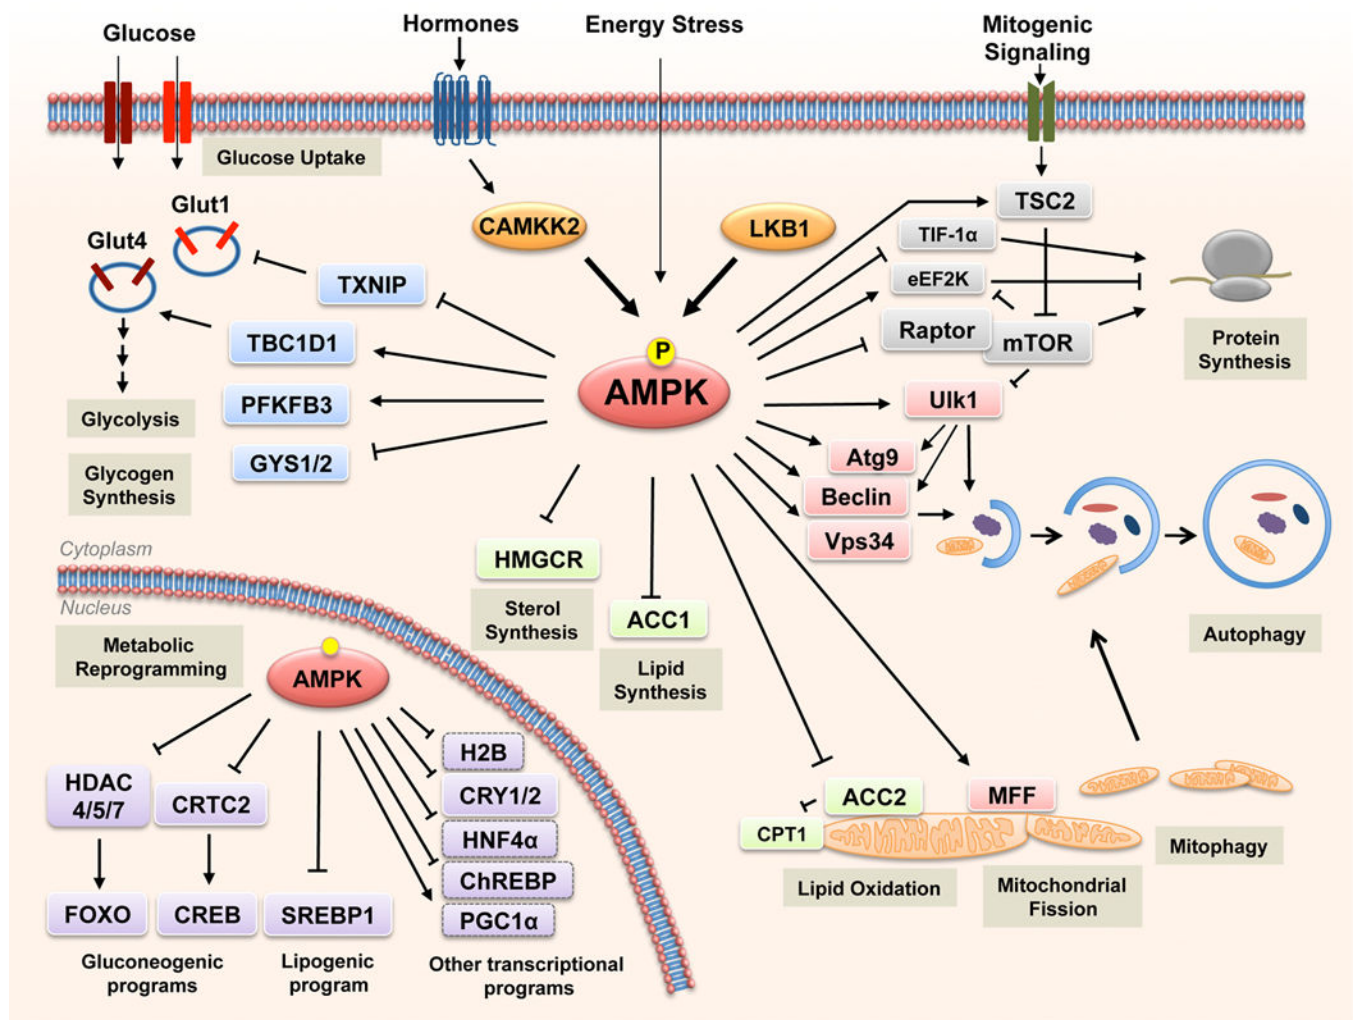 Glucose
Hormones
Energy Stress
Mitogenic
Signaling
Glucose Uptake
Glut1
Glut4
CAMKK2
LKB1
TSC2
TIF-1α
eEF2K
Raptor
mTOR
Protein
Synthesis
TXNIP
TBC1D1
PFKFB3
GYS1/2
P
AMPK
Glycolysis
Glycogen
Synthesis
Ulk1
Atg9
Beclin
Vps34
Autophagy
Cytoplasm
Nucleus
HMGCR
Sterol
Synthesis
ACC1
Lipid
Synthesis
Metabolic
Reprogramming
AMPK
HDAC
4/5/7
CRTC2
FOXO
CREB
SREBP1
H2B
CRY1/2
HNF4α
ChREBP
PGC1α
Gluconeogenic
programs
Lipogenic
program
Other transcriptional
programs
ACC2
MFF
CPT1
Lipid Oxidation
Mitochondrial
Fission
Mitophagy